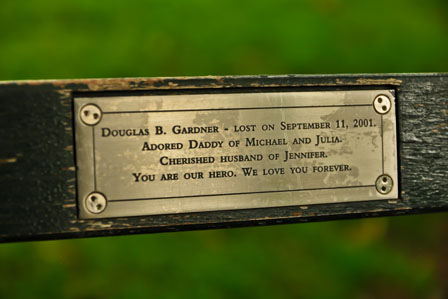 Douglas B. Gardner - lost on September 11, 2001.
Adored Daddy of Michael and Julia.
Cherished husband of Jennifer.
You are our hero. We love you forever.